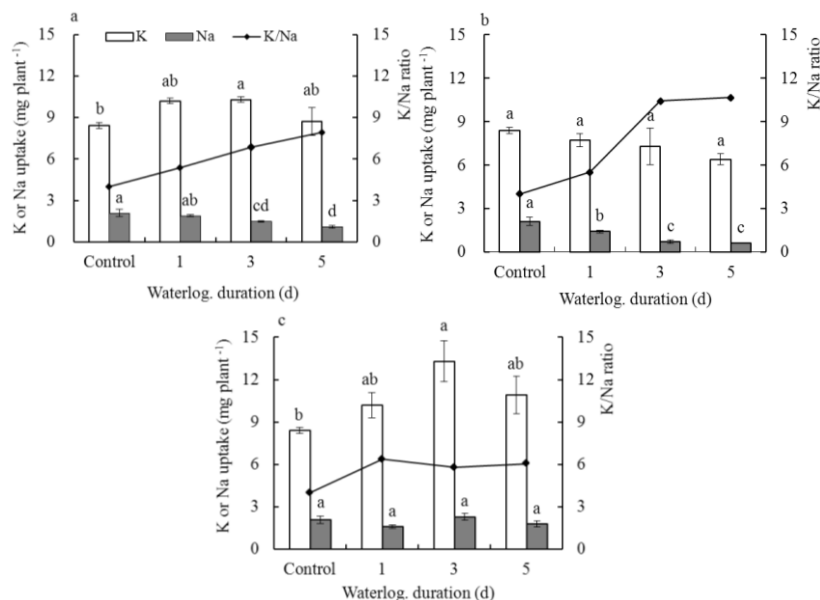 a
K Na K/Na
K or Na uptake (mg plant -1)
15
12
9
6
3
0
b
ab
a
ab
a
ab
cd
d
15
12
9
6
3
0
K/Na ratio
Control 1 3 5
Waterlog. duration (d)
b
K or Na uptake (mg plant -1)
15
12
9
6
3
0
a
a
a
a
a
b
c
c
15
12
9
6
3
0
K/Na ratio
Control 1 3 5
Waterlog. duration (d)
c
K or Na uptake (mg plant -1)
15
12
9
6
3
0
b
ab
a
ab
a
a
a
a
15
12
9
6
3
0
K/Na ratio
Control 1 3 5
Waterlog. duration (d)